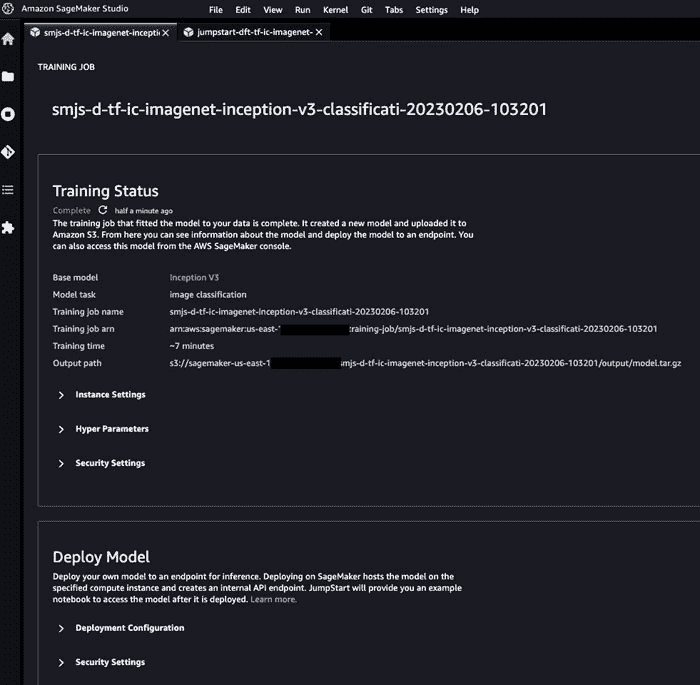 Amazon SageMaker Studio File Edit View Run Kernel Git Tabs Settings Help
smjs-d-tf-ic-imagenet-incepti jumpstart-dft-tf-ic-imagenet-
TRAINING JOB
smjs-d-tf-ic-imagenet-inception-v3-classificati-20230206-103201
Training Status
Complete half a minute ago
The training job that fitted the model to your data is complete. It created a new model and uploaded it to
Amazon S3. From here you can see information about the model and deploy the model to an endpoint. You
can also access this model from the AWS SageMaker console.
Base model Inception V3
Model task image classification
Training job name smjs-d-tf-ic-imagenet-inception-v3-classificati-20230206-103201
Training job arn arn:aws:sagemaker:us-east- :training-job/smjs-d-tf-ic-imagenet-inception-v3-classificati-20230206-103201
Training time ~7 minutes
Output path s3://sagemaker-us-east-1 mjs-d-tf-ic-imagenet-inception-v3-classificati-20230206-103201/output/model.tar.gz
Instance Settings
Hyper Parameters
Security Settings
Deploy Model
Deploy your own model to an endpoint for inference. Deploying on SageMaker hosts the model on the
specified compute instance and creates an internal API endpoint. JumpStart will provide you an example
notebook to access the model after it is deployed. Learn more.
Deployment Configuration
Security Settings